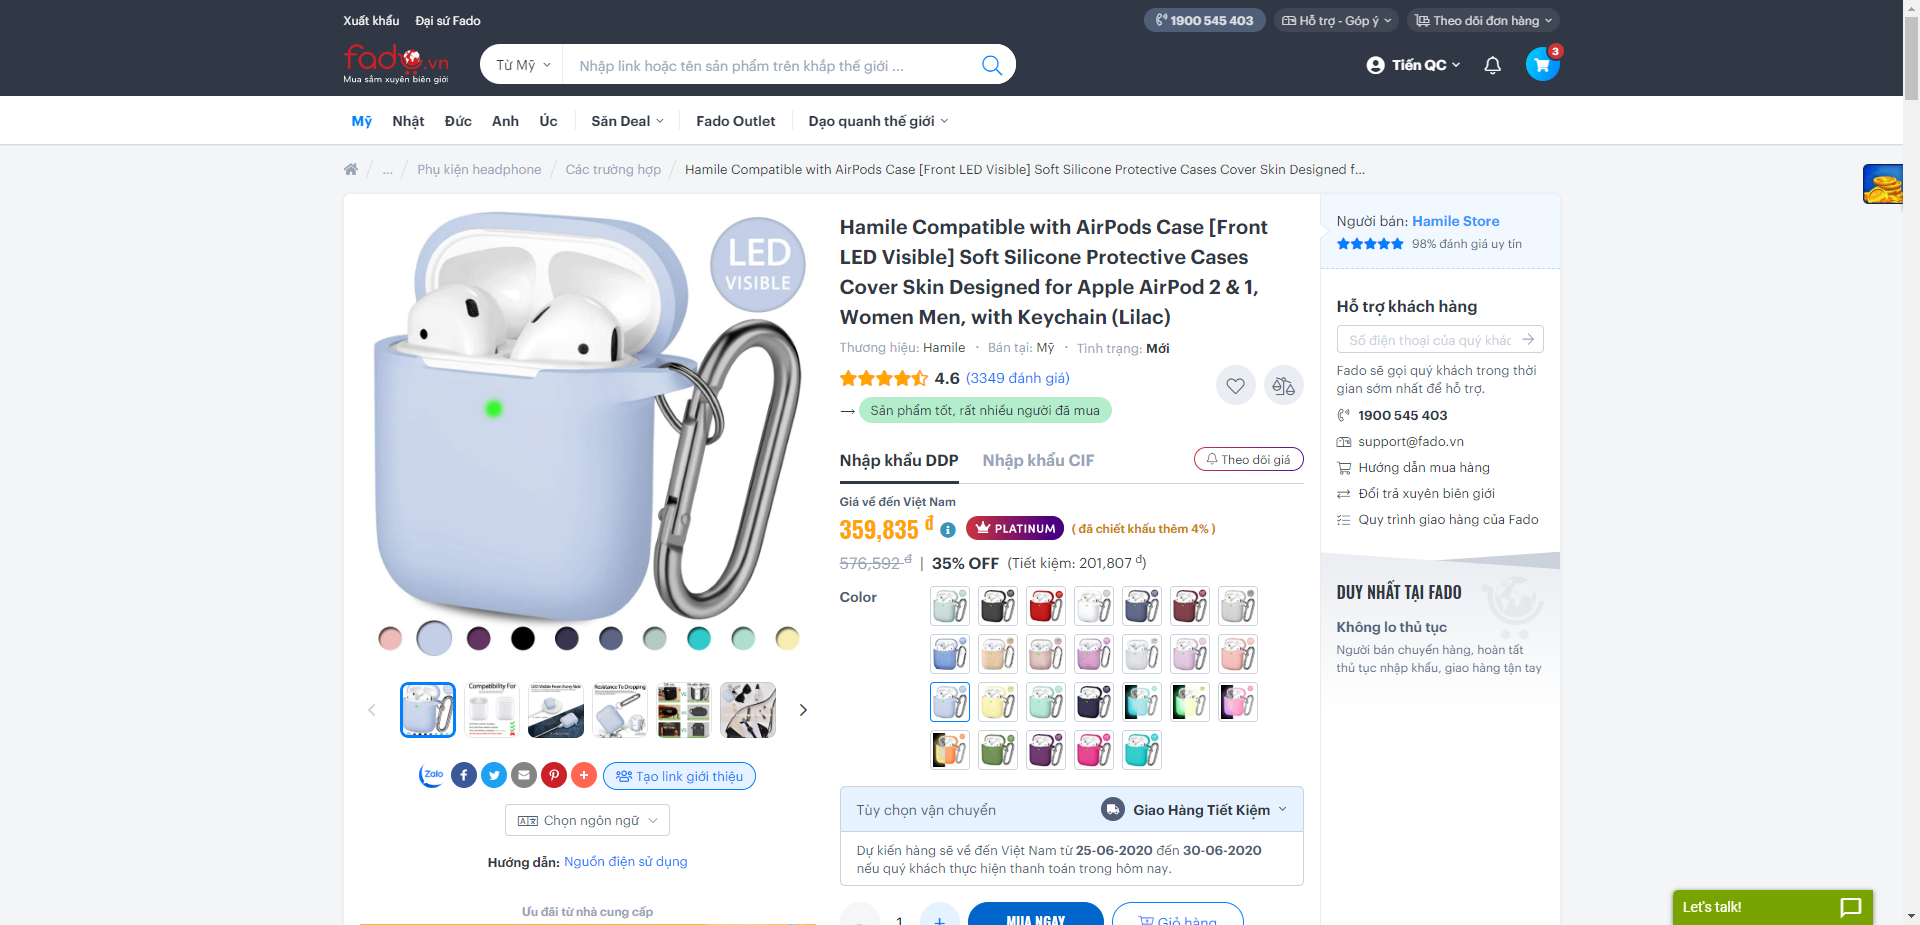 Xuất khẩu
Đại sứ Fado
1900 545 403
Hỗ trợ - Góp ý
Theo dõi đơn hàng
fado.vn
Mua sắm xuyên biên giới
Từ Mỹ
Nhập link hoặc tên sản phẩm trên khắp thế giới ...
Tiến QC
3
Mỹ
Nhật
Đức
Anh
Úc
Săn Deal
Fado Outlet
Dạo quanh thế giới
...
Phụ kiện headphone
Các trường hợp
Hamile Compatible with AirPods Case [Front LED Visible] Soft Silicone Protective Cases Cover Skin Designed f...
LED
VISIBLE
Hamile Compatible with AirPods Case [Front
LED Visible] Soft Silicone Protective Cases
Cover Skin Designed for Apple AirPod 2 & 1,
Women Men, with Keychain (Lilac)
Thương hiệu: Hamile · Bán tại: Mỹ · Tình trạng: Mới
4.6 (3349 đánh giá)
→ Sản phẩm tốt, rất nhiều người đã mua
Nhập khẩu DDP
Nhập khẩu CIF
Theo dõi giá
Giá về đến Việt Nam
359,835 đ
PLATINUM
( đã chiết khấu thêm 4% )
576,592 đ | 35% OFF (Tiết kiệm: 201,807 đ)
Color
Compatibility For
LED Visible From Every Side
Resistance To Dropping
Zalo
Tạo link giới thiệu
Chọn ngôn ngữ
Hướng dẫn: Nguồn điện sử dụng
Ưu đãi từ nhà cung cấp
Tùy chọn vận chuyển
Giao Hàng Tiết Kiệm
Dự kiến hàng sẽ về đến Việt Nam từ 25-06-2020 đến 30-06-2020
nếu quý khách thực hiện thanh toán trong hôm nay.
-
1
+
MUA NGAY
Giỏ hàng
Người bán: Hamile Store
98% đánh giá uy tín
Hỗ trợ khách hàng
Số điện thoại của quý khác
Fado sẽ gọi quý khách trong thời
gian sớm nhất để hỗ trợ.
1900 545 403
support@fado.vn
Hướng dẫn mua hàng
Đổi trả xuyên biên giới
Quy trình giao hàng của Fado
DUY NHẤT TẠI FADO
Không lo thủ tục
Người bán chuyển hàng, hoàn tất
thủ tục nhập khẩu, giao hàng tận tay
Let's talk!